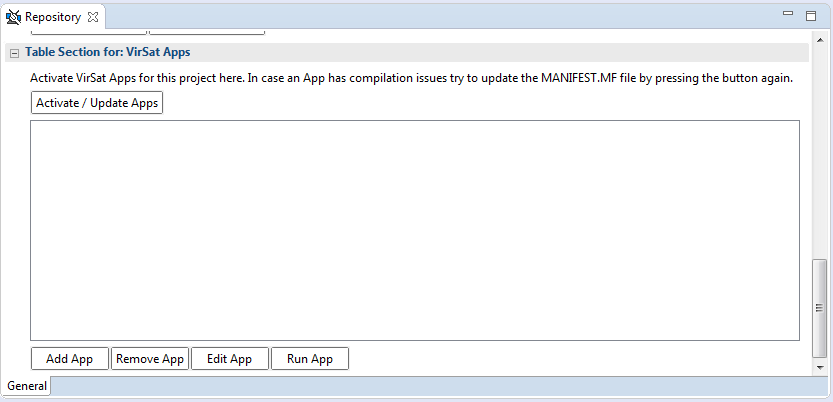 Repository
Table Section for: VirSat Apps
Activate VirSat Apps for this project here. In case an App has compilation issues try to update the MANIFEST.MF file by pressing the button again.
Activate / Update Apps
Add App Remove App Edit App Run App
General